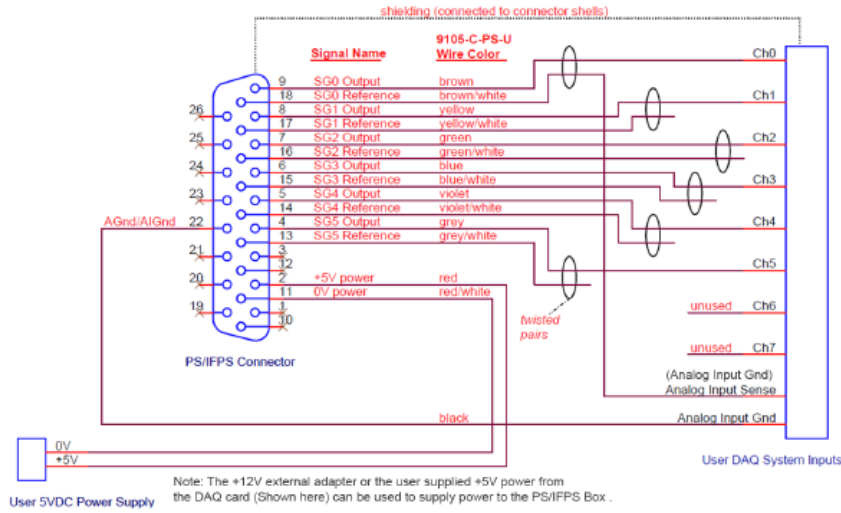 shielding (connected to connector shells)
9105-C-PS-U
Signal Name Wire Color
Ch0
9 SG0 Output brown
18 SG0 Reference brown/white
Ch1
26 8 SG1 Output yellow
17 SG1 Reference yellow/white
25 7 SG2 Output green
Ch2
16 SG2 Reference green/white
24 6 SG3 Output blue
15 SG3 Reference blue/white
Ch3
23 5 SG4 Output violet
14 SG4 Reference violet/white
AGnd/AIGnd 22 4 SG5 Output grey
Ch4
13 SG5 Reference grey/white
21 3
12
Ch5
20 2 +5V power red
11 0V power red/white
19 1
10
unused Ch6
twisted
pairs
unused Ch7
PS/IFPS Connector
(Analog Input Gnd)
Analog Input Sense
black Analog Input Gnd
0V
+5V
User DAQ System Inputs
User 5VDC Power Supply
Note: The +12V external adapter or the user supplied +5V power from
the DAQ card (Shown here) can be used to supply power to the PS/IFPS Box .